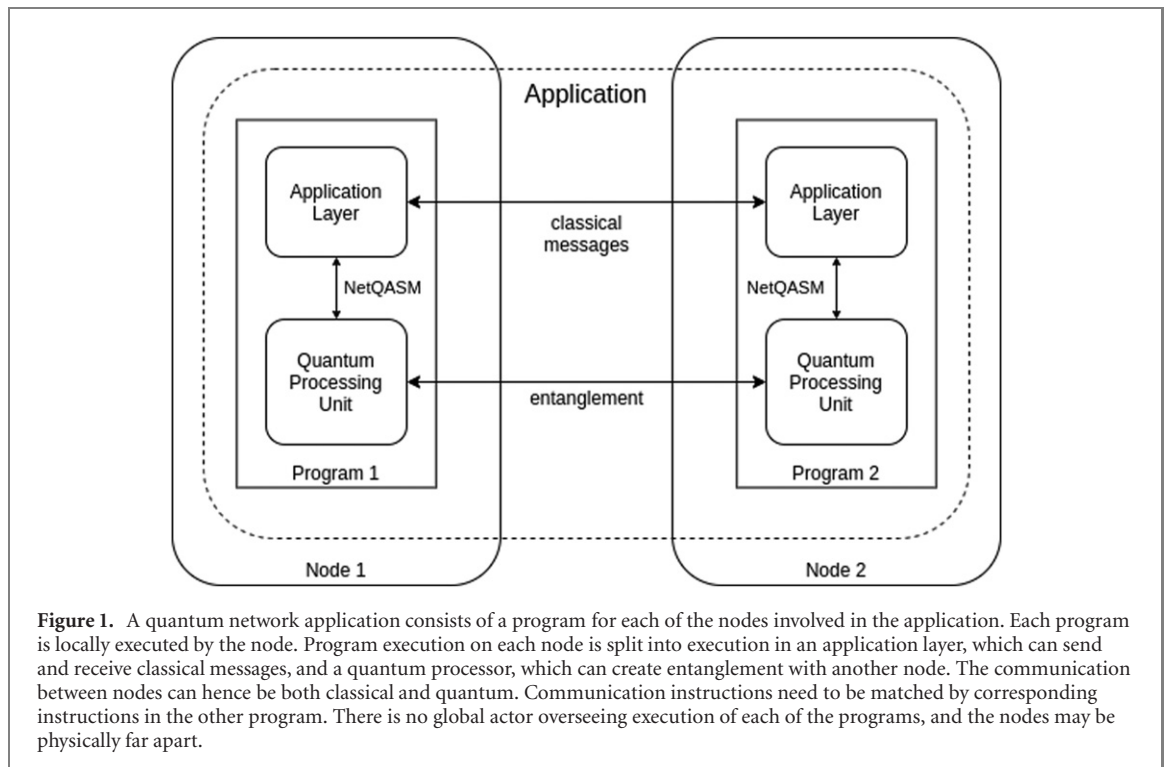 Application
Application
Layer
Application
Layer
classical
messages
NetQASM
NetQASM
Quantum
Processing
Unit
Quantum
Processing
Unit
entanglement
Program 1
Program 2
Node 1
Node 2
Figure 1. A quantum network application consists of a program for each of the nodes involved in the application. Each program
is locally executed by the node. Program execution on each node is split into execution in an application layer, which can send
and receive classical messages, and a quantum processor, which can create entanglement with another node. The communication
between nodes can hence be both classical and quantum. Communication instructions need to be matched by corresponding
instructions in the other program. There is no global actor overseeing execution of each of the programs, and the nodes may be
physically far apart.